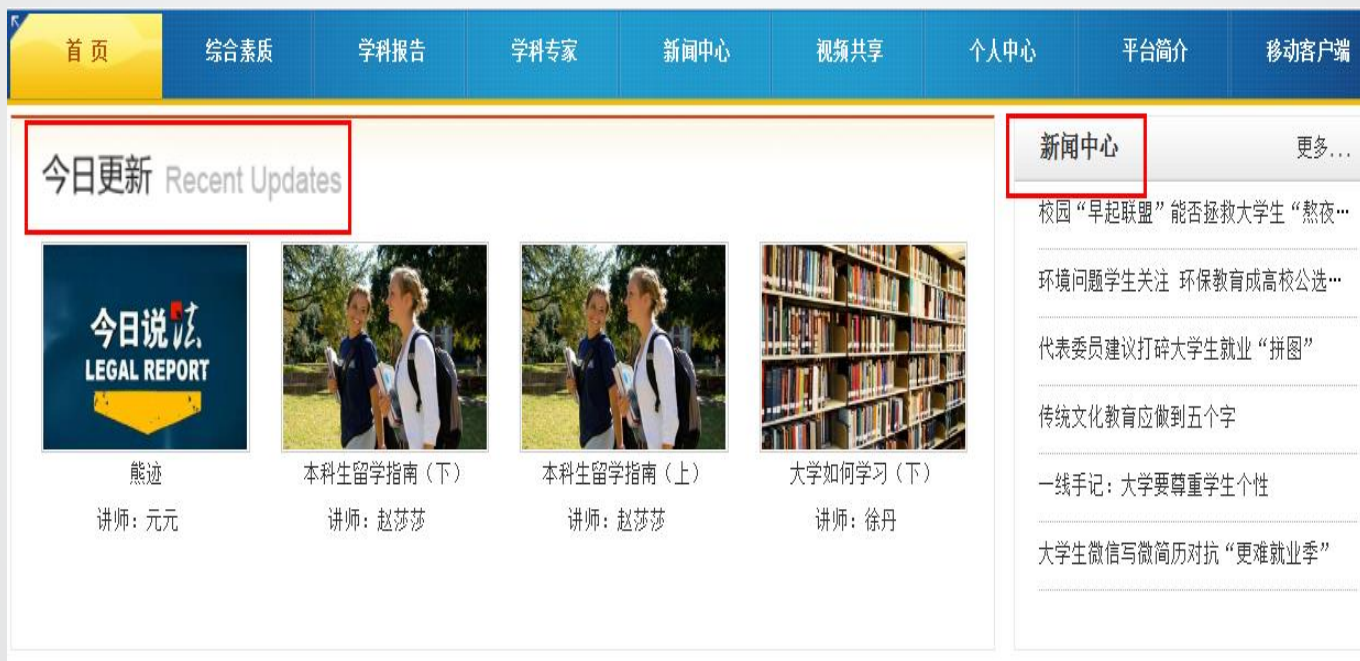 首 页 综合素质 学科报告 学科专家 新闻中心 视频共享 个人中心 平台简介 移动客户端
今日更新 Recent Updates
今日说法
LEGAL REPORT
熊迹 本科生留学指南（下） 本科生留学指南（上） 大学如何学习（下）
讲师：元元 讲师：赵莎莎 讲师：赵莎莎 讲师：徐丹
新闻中心 更多...
校园“早起联盟”能否拯救大学生“熬夜…
环境问题学生关注 环保教育成高校公选…
代表委员建议打碎大学生就业“拼图”
传统文化教育应做到五个字
一线手记：大学要尊重学生个性
大学生微信写微简历对抗“更难就业季”